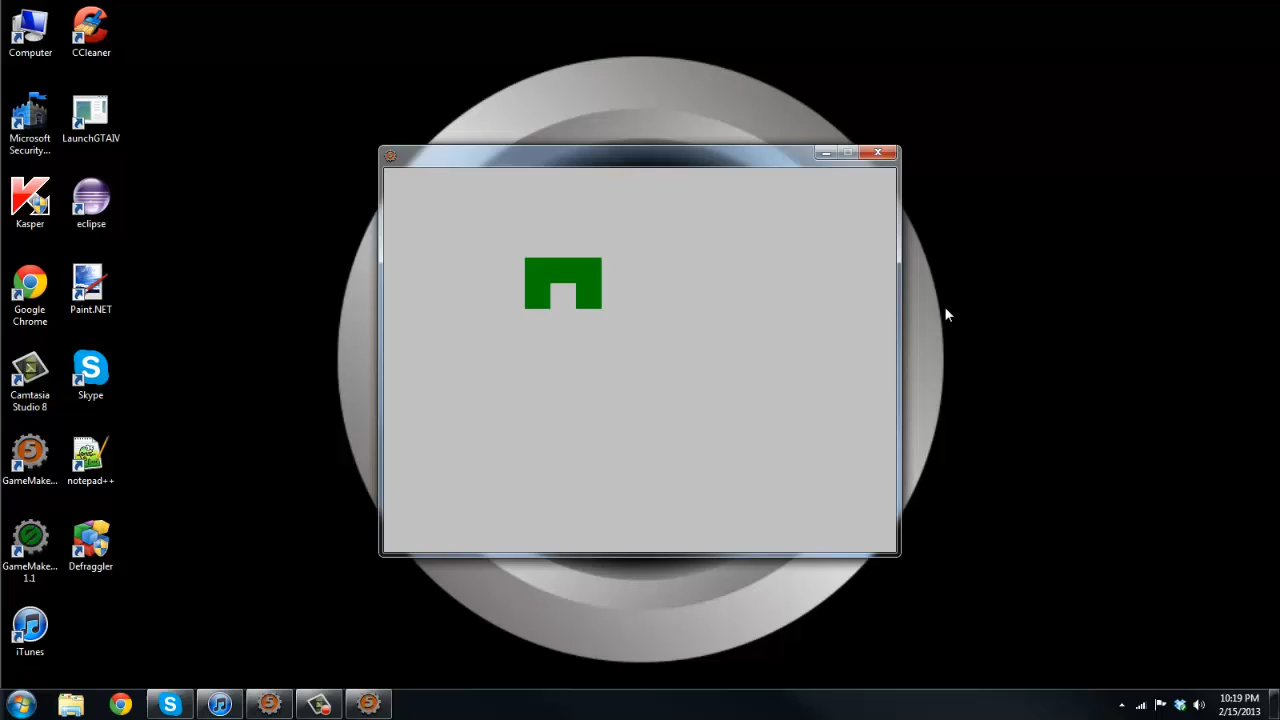 Computer
CCleaner
Microsoft
Security...
LaunchGTAIV
Kasper
eclipse
Google
Chrome
Paint.NET
Camtasia
Studio 8
Skype
GameMake...
notepad++
GameMake...
1.1
Defraggler
iTunes
10:19 PM
2/15/2013